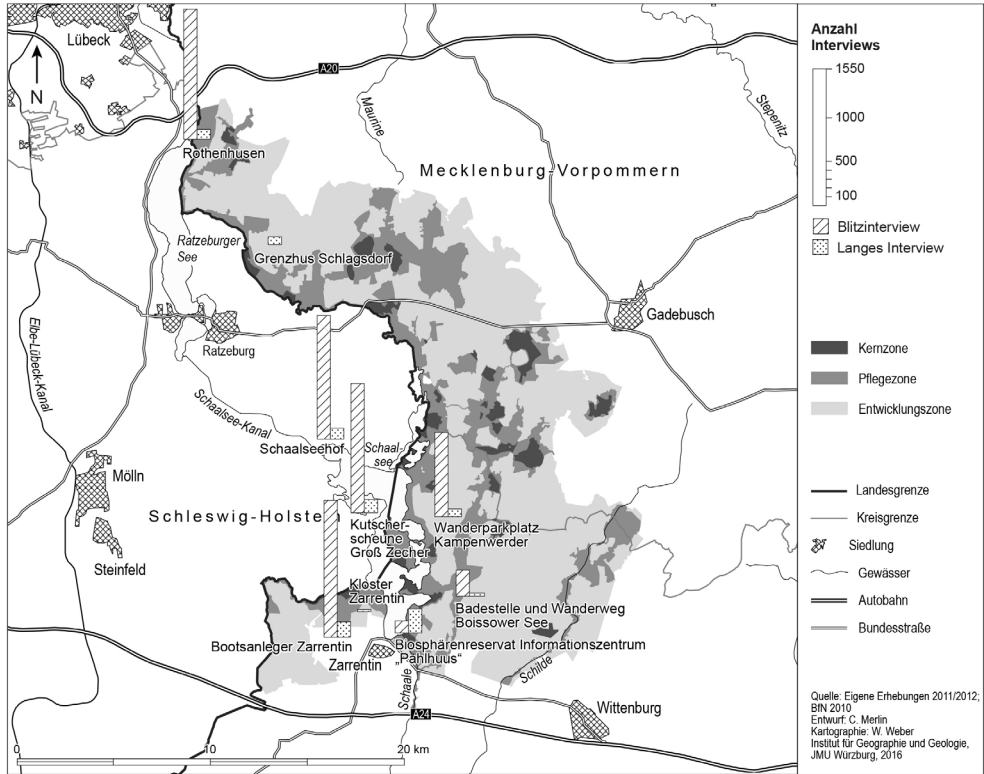 Lübeck
N
A20
Maurine
Stepenitz
Rothenhusen
Mecklenburg-Vorpommern
Ratzeburger
See
Grenzhus Schlagsdorf
Gadebusch
Ratzeburg
Elbe-Lübeck-Kanal
Schaalsee-Kanal
Schaalseehof
Schaal-
see
Mölln
Schleswig-Holstein
Kutscher-
scheune
Groß Zecher
Wanderparkplatz
Kampenwerder
Steinfeld
Kloster
Zarrentin
Badestelle und Wanderweg
Boissower See
Bootsanleger Zarrentin
Biosphärenreservat Informationszentrum
„Pahlhuus“
Zarrentin
Schilde
Schaale
Wittenburg
A24
0 10 20 km
Anzahl
Interviews
1550
1000
500
100
Blitzinterview
Langes Interview
Kernzone
Pflegezone
Entwicklungszone
Landesgrenze
Kreisgrenze
Siedlung
Gewässer
Autobahn
Bundesstraße
Quelle: Eigene Erhebungen 2011/2012;
BfN 2010
Entwurf: C. Merlin
Kartographie: W. Weber
Institut für Geographie und Geologie,
JMU Würzburg, 2016